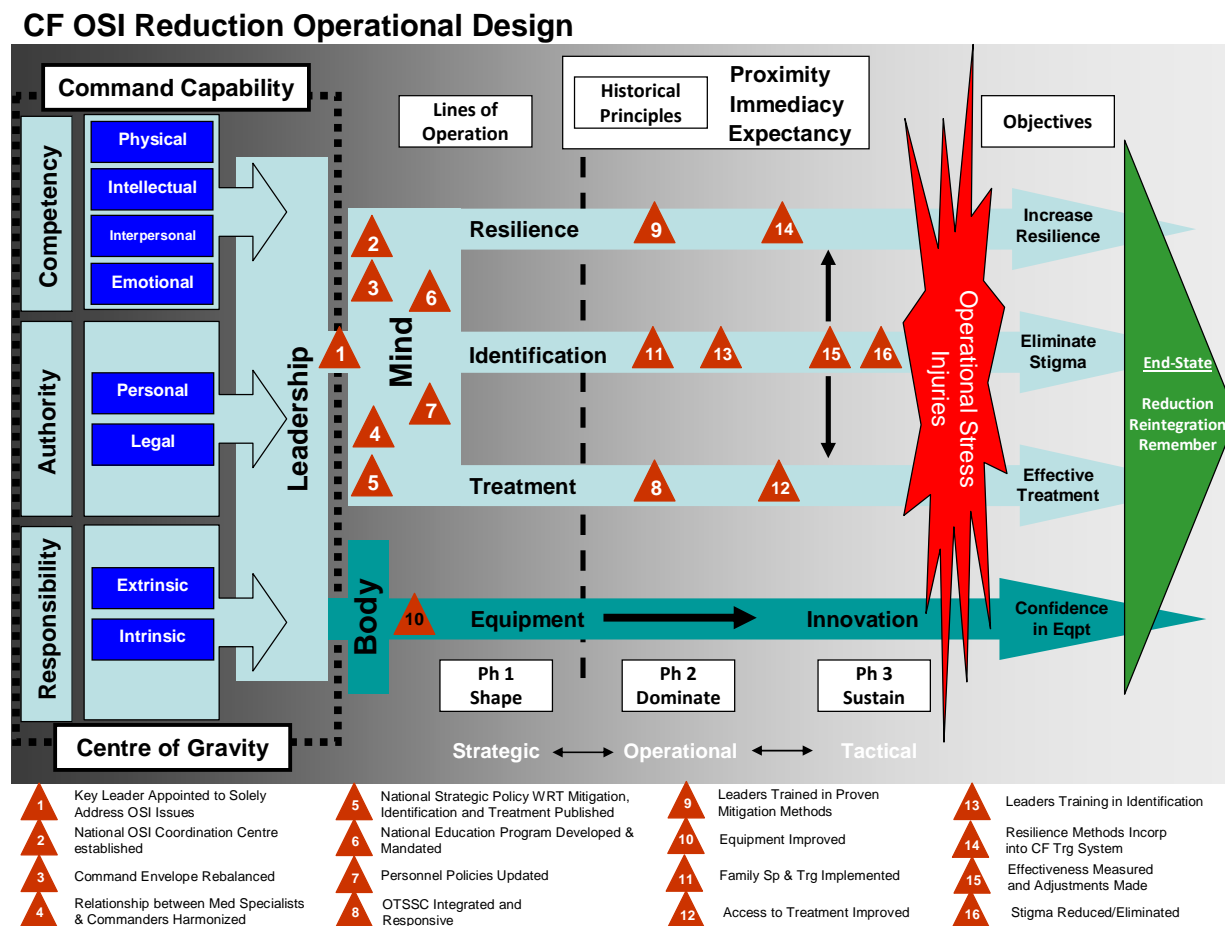 CF OSI Reduction Operational Design
Command Capability
Competency
Physical
Intellectual
Interpersonal
Emotional
Authority
Personal
Legal
Responsibility
Extrinsic
Intrinsic
Centre of Gravity
Leadership
1
Lines of
Operation
Historical
Principles
Proximity
Immediacy
Expectancy
Objectives
Mind
2
3
6
7
4
5
Resilience
9
14
Increase
Resilience
Identification
11
13
15
16
Eliminate
Stigma
Treatment
8
12
Effective
Treatment
Operational Stress
Injuries
Body
10
Equipment
Innovation
Confidence
in Eqpt
End-State
Reduction
Reintegration
Remember
Ph 1
Shape
Ph 2
Dominate
Ph 3
Sustain
Strategic
Operational
Tactical
1
Key Leader Appointed to Solely
Address OSI Issues
2
National OSI Coordination Centre
established
3
Command Envelope Rebalanced
4
Relationship between Med Specialists
& Commanders Harmonized
5
National Strategic Policy WRT Mitigation,
Identification and Treatment Published
6
National Education Program Developed &
Mandated
7
Personnel Policies Updated
8
OTSSC Integrated and
Responsive
9
Leaders Trained in Proven
Mitigation Methods
10
Equipment Improved
11
Family Sp & Trg Implemented
12
Access to Treatment Improved
13
Leaders Training in Identification
14
Resilience Methods Incorp
into CF Trg System
15
Effectiveness Measured
and Adjustments Made
16
Stigma Reduced/Eliminated